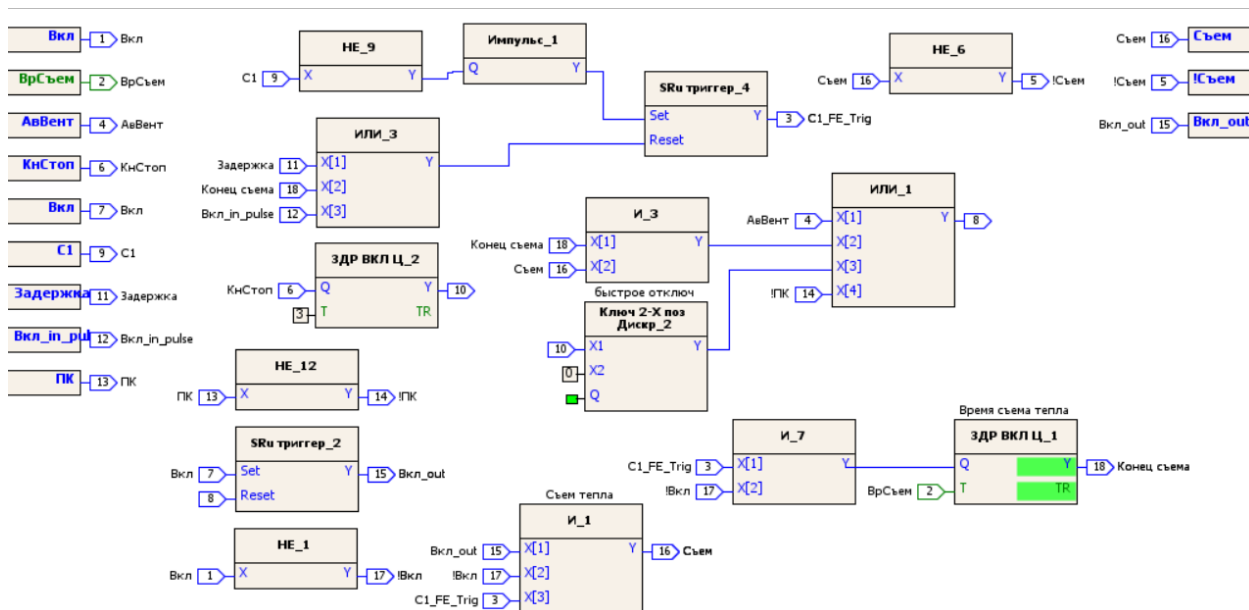 Вкл
1
Вкл
ВрСъем
2
ВрСъем
АвВент
4
АвВент
КнСтоп
6
КнСтоп
Вкл
7
Вкл
С1
9
С1
Задержка
11
Задержка
Вкл_in_pul
12
Вкл_in_pulse
ПК
13
ПК
НЕ_9
С1
9
X
Y
Импульс_1
Q
Y
SRu триггер_4
Set
Y
Reset
3
C1_FE_Trig
НЕ_6
Съем
16
X
Y
5
!Съем
Съем
16
Съем
!Съем
5
!Съем
Вкл_out
15
Вкл_out
ИЛИ_3
Задержка
11
X[1]
Y
Конец съема
18
X[2]
Вкл_in_pulse
12
X[3]
ЗДР ВКЛ Ц_2
КнСтоп
6
Q
Y
10
3
T
TR
И_3
Конец съема
18
X[1]
Y
Съем
16
X[2]
ИЛИ_1
АвВент
4
X[1]
Y
8
X[2]
X[3]
!ПК
14
X[4]
быстрое отключ
Ключ 2-X поз
Дискр_2
10
X1
Y
0
X2
Q
НЕ_12
ПК
13
X
Y
14
!ПК
SRu триггер_2
Вкл
7
Set
Y
15
Вкл_out
8
Reset
НЕ_1
Вкл
1
X
Y
17
!Вкл
Съем тепла
И_1
Вкл_out
15
X[1]
Y
16
Съем
!Вкл
17
X[2]
C1_FE_Trig
3
X[3]
И_7
C1_FE_Trig
3
X[1]
Y
!Вкл
17
X[2]
Время съема тепла
ЗДР ВКЛ Ц_1
Q
Y
18
Конец съема
ВрСъем
2
T
TR